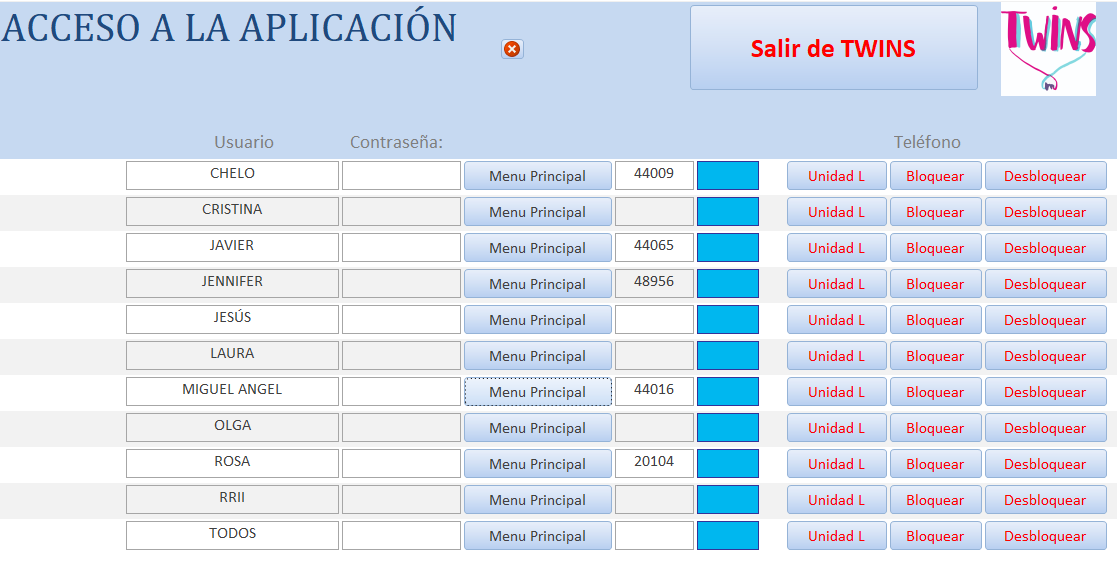 ACCESO A LA APLICACIÓN
Salir de TWINS
TWINS
Usuario Contraseña: Teléfono
CHELO Menu Principal 44009 Unidad L Bloquear Desbloquear
CRISTINA Menu Principal Unidad L Bloquear Desbloquear
JAVIER Menu Principal 44065 Unidad L Bloquear Desbloquear
JENNIFER Menu Principal 48956 Unidad L Bloquear Desbloquear
JESÚS Menu Principal Unidad L Bloquear Desbloquear
LAURA Menu Principal Unidad L Bloquear Desbloquear
MIGUEL ANGEL Menu Principal 44016 Unidad L Bloquear Desbloquear
OLGA Menu Principal Unidad L Bloquear Desbloquear
ROSA Menu Principal 20104 Unidad L Bloquear Desbloquear
RRII Menu Principal Unidad L Bloquear Desbloquear
TODOS Menu Principal Unidad L Bloquear Desbloquear